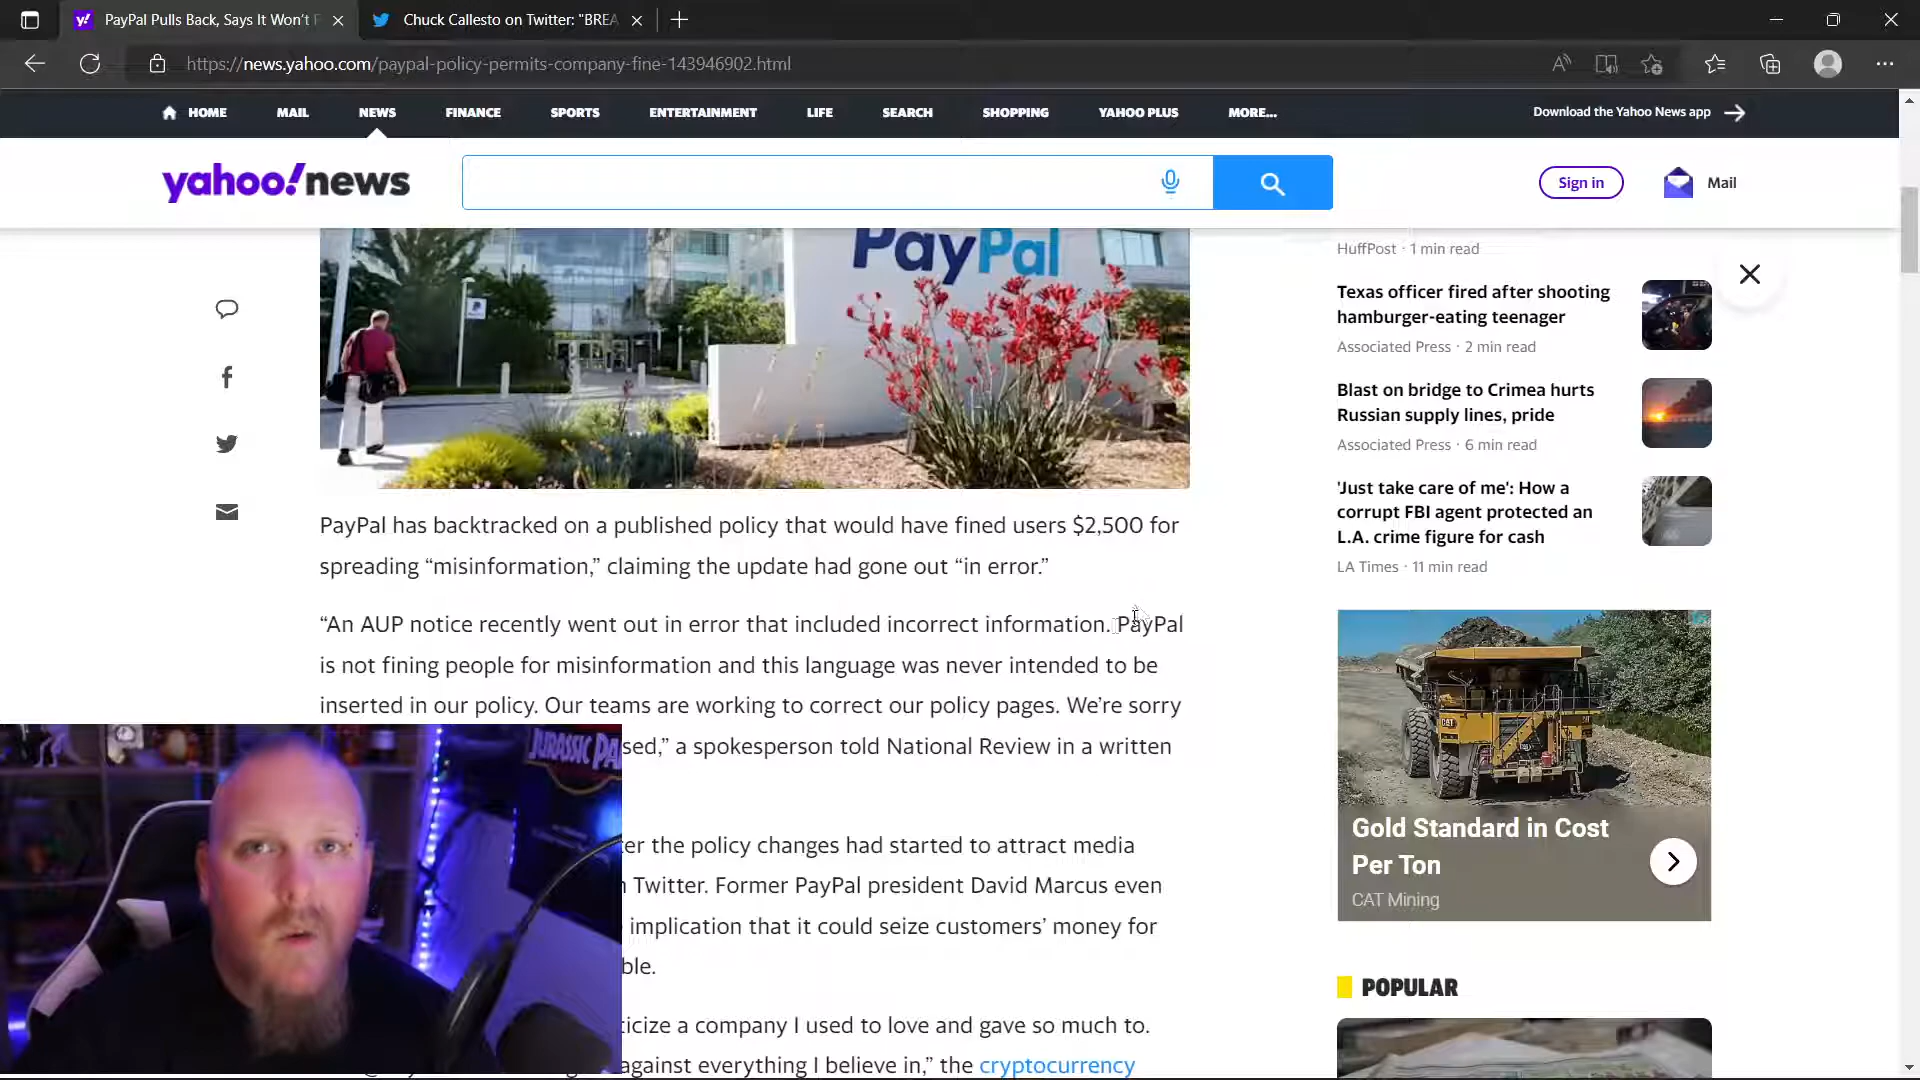 PayPal Pulls Back, Says It Won't F
Chuck Callesto on Twitter: "BREA
https://news.yahoo.com/paypal-policy-permits-company-fine-143946902.html
HOME MAIL NEWS FINANCE SPORTS ENTERTAINMENT LIFE SEARCH SHOPPING YAHOO PLUS MORE...
Download the Yahoo News app
yahoo!news
Sign in
Mail
PayPal
PayPal has backtracked on a published policy that would have fined users $2,500 for
spreading “misinformation,” claiming the update had gone out “in error.”
“An AUP notice recently went out in error that included incorrect information. PayPal
is not fining people for misinformation and this language was never intended to be
inserted in our policy. Our teams are working to correct our policy pages. We’re sorry
sed,” a spokesperson told National Review in a written
ter the policy changes had started to attract media
n Twitter. Former PayPal president David Marcus even
implication that it could seize customers’ money for
ble.
ticize a company I used to love and gave so much to.
against everything I believe in,” the cryptocurrency
HuffPost · 1 min read
Texas officer fired after shooting
hamburger-eating teenager
Associated Press · 2 min read
Blast on bridge to Crimea hurts
Russian supply lines, pride
Associated Press · 6 min read
'Just take care of me': How a
corrupt FBI agent protected an
L.A. crime figure for cash
LA Times · 11 min read
CAT
Gold Standard in Cost
Per Ton
CAT Mining
POPULAR
JURASSIC PA